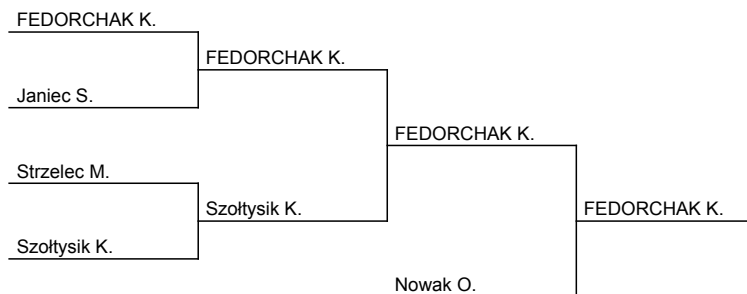 FEDORCHAK K.
FEDORCHAK K.
Janiec S.
FEDORCHAK K.
Strzelec M.
Szołtysik K.
FEDORCHAK K.
Szołtysik K.
Nowak O.